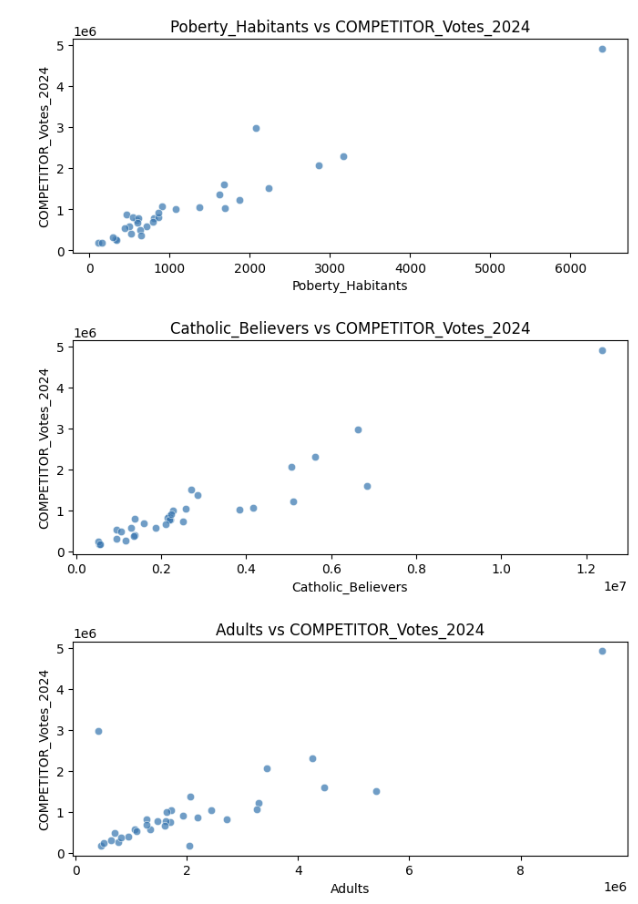 Poberty_Habitants vs COMPETITOR_Votes_2024
1e6
5
4
3
2
1
0
COMPETITOR_Votes_2024
0 1000 2000 3000 4000 5000 6000
Poberty_Habitants
Catholic_Believers vs COMPETITOR_Votes_2024
1e6
5
4
3
2
1
0
COMPETITOR_Votes_2024
0.0 0.2 0.4 0.6 0.8 1.0 1.2
1e7
Catholic_Believers
Adults vs COMPETITOR_Votes_2024
1e6
5
4
3
2
1
0
COMPETITOR_Votes_2024
0 2 4 6 8
1e6
Adults